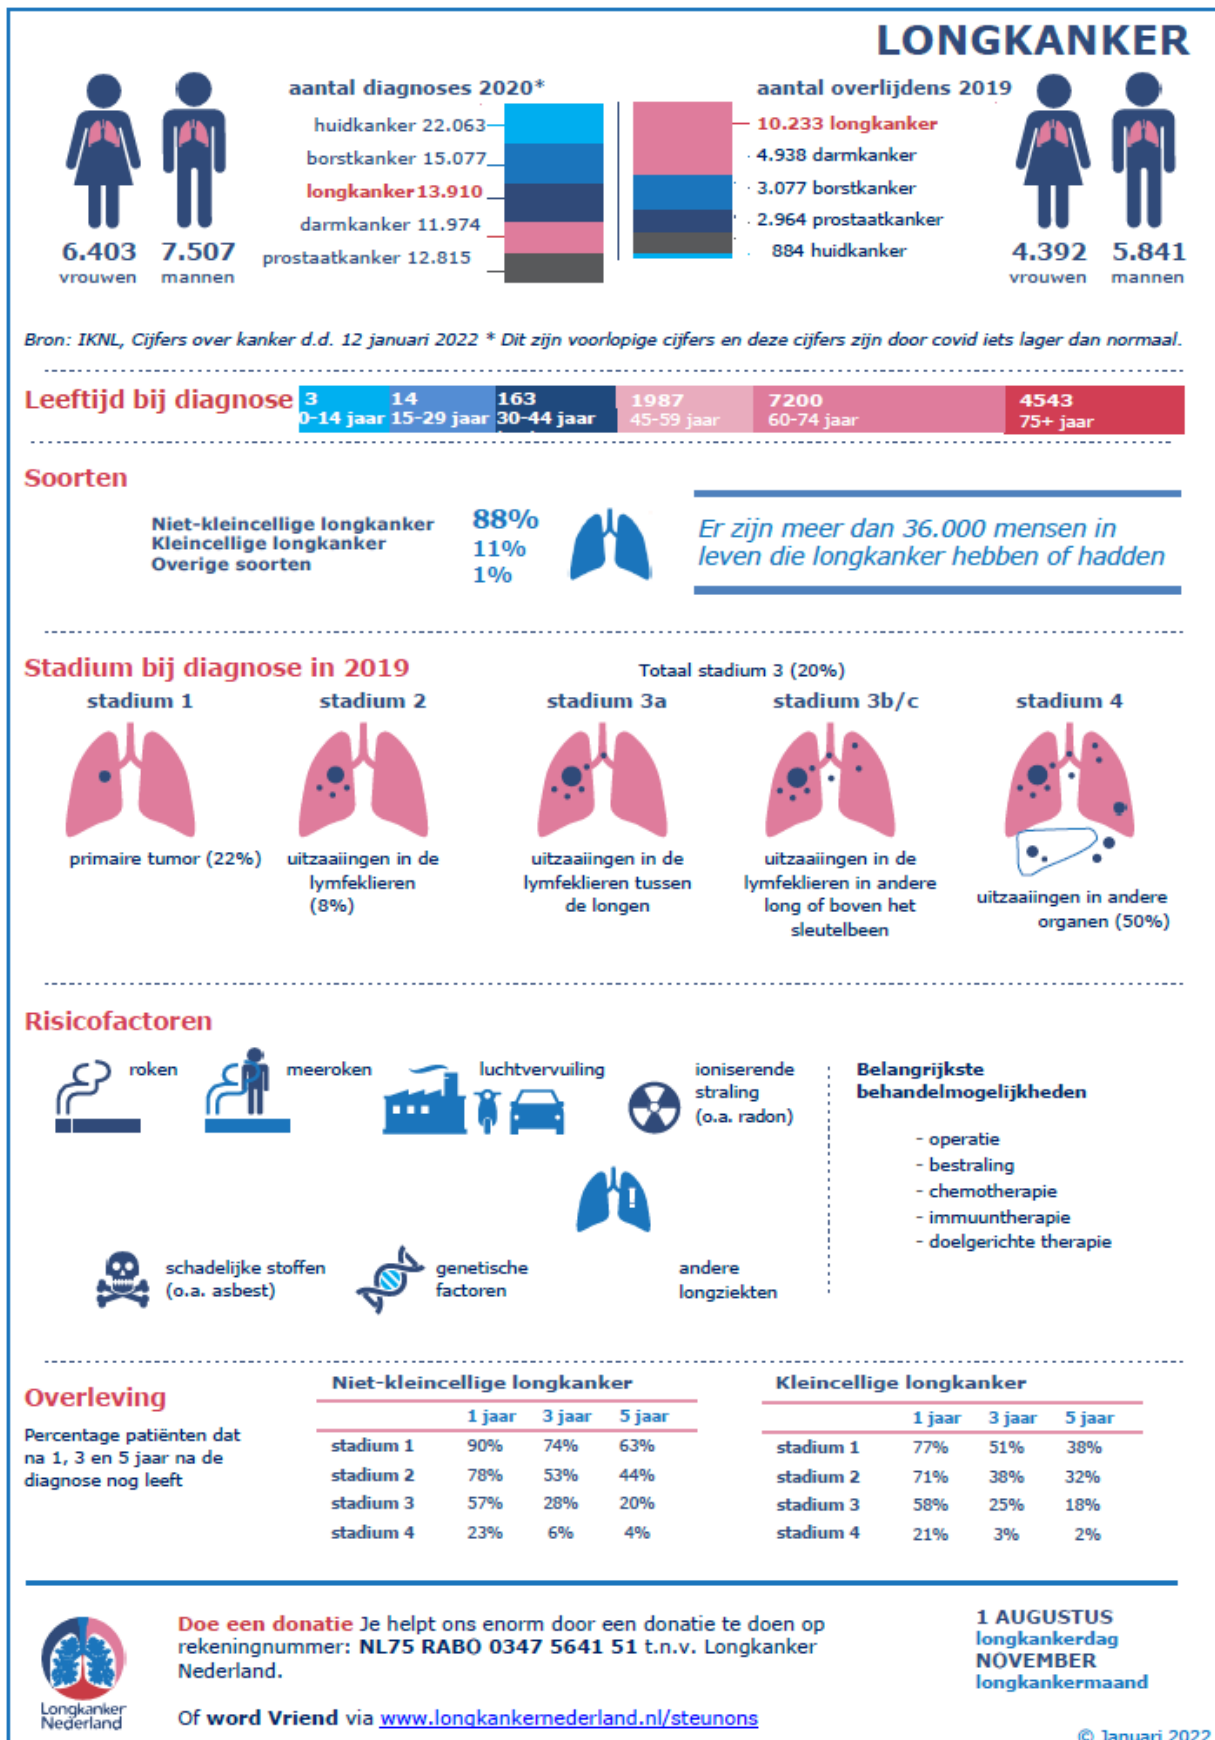 LONGKANKER
aantal diagnoses 2020*
huidkanker 22.063
borstkanker 15.077
longkanker 13.910
darmkanker 11.974
prostaatkanker 12.815
6.403
vrouwen
7.507
mannen
aantal overlijdens 2019
10.233 longkanker
4.938 darmkanker
3.077 borstkanker
2.964 prostaatkanker
884 huidkanker
4.392
vrouwen
5.841
mannen
Bron: IKNL, Cijfers over kanker d.d. 12 januari 2022 * Dit zijn voorlopige cijfers en deze cijfers zijn door covid iets lager dan normaal.
Leeftijd bij diagnose
3
0-14 jaar
14
15-29 jaar
163
30-44 jaar
1987
45-59 jaar
7200
60-74 jaar
4543
75+ jaar
Soorten
Niet-kleincellige longkanker 88%
Kleincellige longkanker 11%
Overige soorten 1%
Er zijn meer dan 36.000 mensen in
leven die longkanker hebben of hadden
Stadium bij diagnose in 2019
Totaal stadium 3 (20%)
stadium 1
primaire tumor (22%)
stadium 2
uitzaaiingen in de
lymfeklieren
(8%)
stadium 3a
uitzaaiingen in de
lymfeklieren tussen
de longen
stadium 3b/c
uitzaaiingen in de
lymfeklieren in andere
long of boven het
sleutelbeen
stadium 4
uitzaaiingen in andere
organen (50%)
Risicofactoren
roken
meeroken
luchtvervuiling
ioniserende
straling
(o.a. radon)
schadelijke stoffen
(o.a. asbest)
genetische
factoren
andere
longziekten
Belangrijkste
behandelmogelijkheden
- operatie
- bestraling
- chemotherapie
- immuuntherapie
- doelgerichte therapie
Overleving
Percentage patiënten dat
na 1, 3 en 5 jaar na de
diagnose nog leeft
Niet-kleincellige longkanker
1 jaar 3 jaar 5 jaar
stadium 1 90% 74% 63%
stadium 2 78% 53% 44%
stadium 3 57% 28% 20%
stadium 4 23% 6% 4%
Kleincellige longkanker
1 jaar 3 jaar 5 jaar
stadium 1 77% 51% 38%
stadium 2 71% 38% 32%
stadium 3 58% 25% 18%
stadium 4 21% 3% 2%
Longkanker
Nederland
Doe een donatie Je helpt ons enorm door een donatie te doen op
rekeningnummer: NL75 RABO 0347 5641 51 t.n.v. Longkanker
Nederland.
Of word Vriend via www.longkankernederland.nl/steunons
1 AUGUSTUS
longkankerdag
NOVEMBER
longkankermaand
© Januari 2022